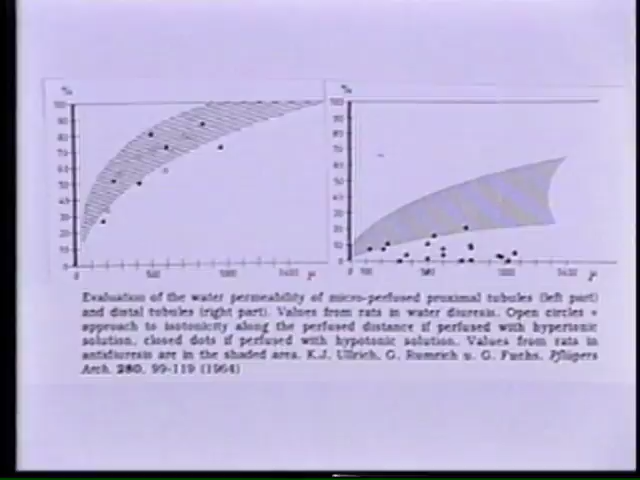 % %
100 100
90 90
80 80
70 70
60 60
50 50
40 40
30 30
20 20
10 10
0 0
0 500 1000 1400 µ 0 100 500 1000 1400 µ
Evaluation of the water permeability of micro-perfused proximal tubules (left part)
and distal tubules (right part). Values from rats in water diuresis. Open circles =
approach to isotonicity along the perfused distance if perfused with hypertonic
solution, closed dots if perfused with hypotonic solution. Values from rats in
antidiuresis are in the shaded area. K.J. Ullrich, G. Rumrich u. G. Fuchs, Pflügers
Arch. 280, 99-119 (1964)